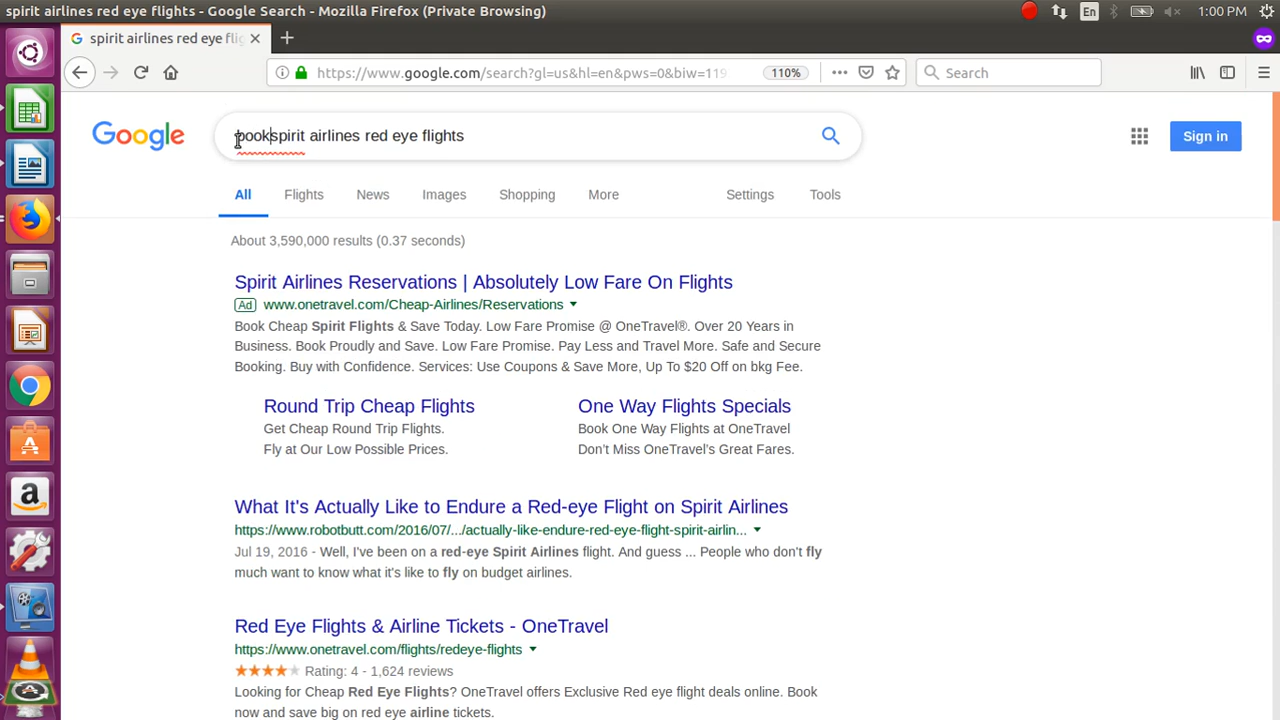 spirit airlines red eye flights - Google Search - Mozilla Firefox (Private Browsing)
En
1:00 PM
spirit airlines red eye flig
https://www.google.com/search?gl=us&hl=en&pws=0&biw=119
110%
Search
Google
bookspirit airlines red eye flights
Sign in
All
Flights
News
Images
Shopping
More
Settings
Tools
About 3,590,000 results (0.37 seconds)
Spirit Airlines Reservations | Absolutely Low Fare On Flights
Ad www.onetravel.com/Cheap-Airlines/Reservations
Book Cheap Spirit Flights & Save Today. Low Fare Promise @ OneTravel®. Over 20 Years in
Business. Book Proudly and Save. Low Fare Promise. Pay Less and Travel More. Safe and Secure
Booking. Buy with Confidence. Services: Use Coupons & Save More, Up To $20 Off on bkg Fee.
Round Trip Cheap Flights
Get Cheap Round Trip Flights.
Fly at Our Low Possible Prices.
One Way Flights Specials
Book One Way Flights at OneTravel
Don't Miss OneTravel's Great Fares.
What It's Actually Like to Endure a Red-eye Flight on Spirit Airlines
https://www.robotbutt.com/2016/07/.../actually-like-endure-red-eye-flight-spirit-airlin...
Jul 19, 2016 - Well, I've been on a red-eye Spirit Airlines flight. And guess ... People who don't fly
much want to know what it's like to fly on budget airlines.
Red Eye Flights & Airline Tickets - OneTravel
https://www.onetravel.com/flights/redeye-flights
Rating: 4 - 1,624 reviews
Looking for Cheap Red Eye Flights? OneTravel offers Exclusive Red eye flight deals online. Book
now and save big on red eye airline tickets.